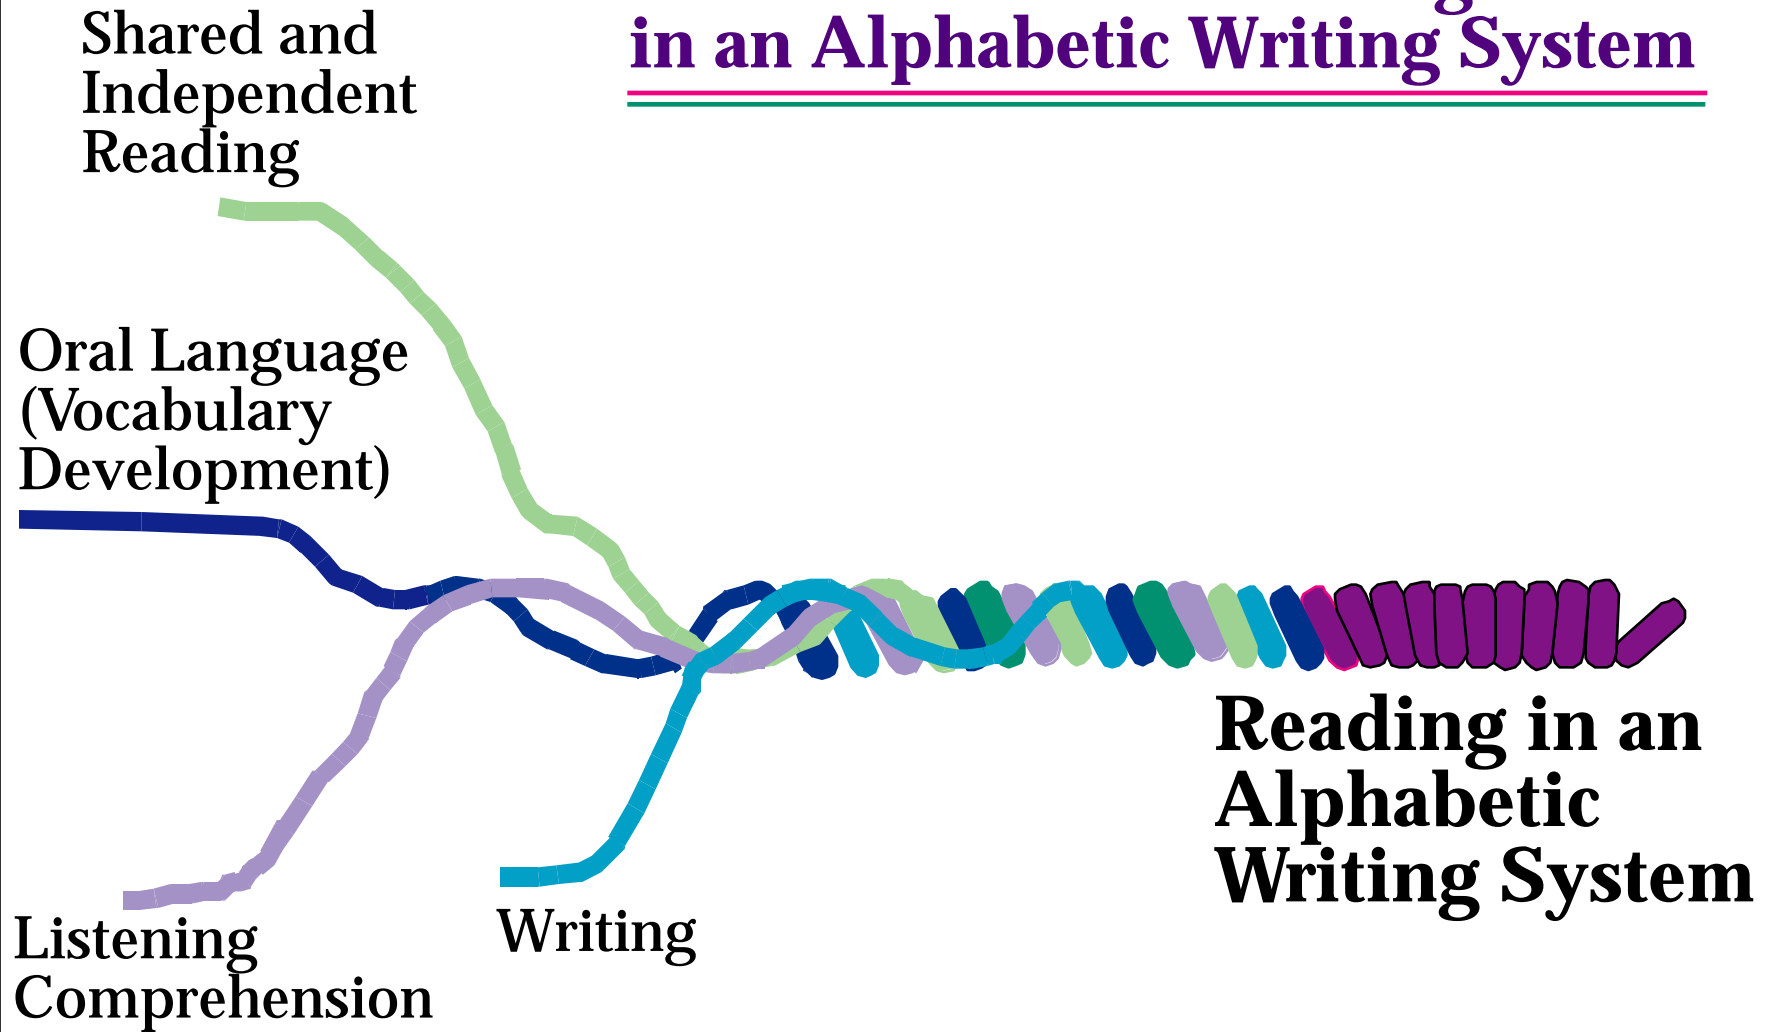 in an Alphabetic Writing System
Shared and
Independent
Reading
Oral Language
(Vocabulary
Development)
Listening
Comprehension
Writing
Reading in an
Alphabetic
Writing System